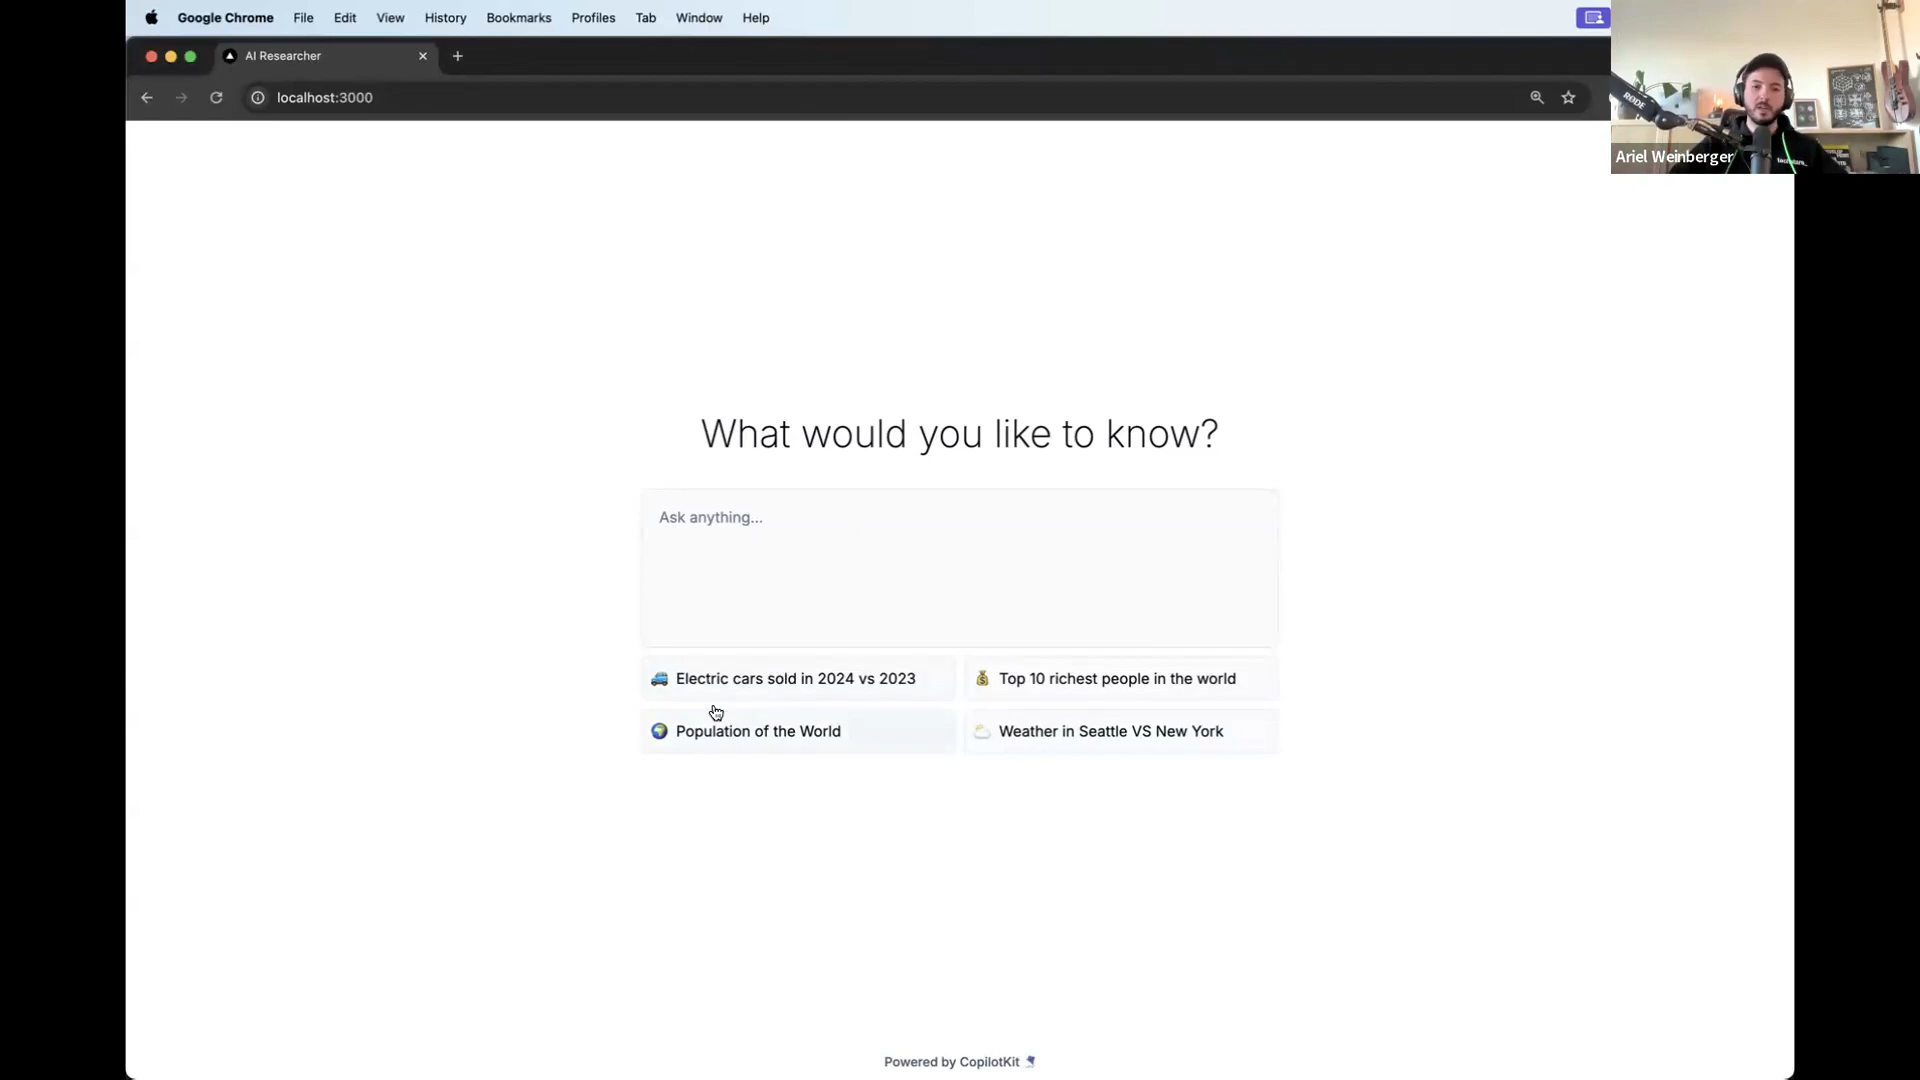 Google Chrome File Edit View History Bookmarks Profiles Tab Window Help
AI Researcher
localhost:3000
RØDE
Ariel Weinberger
What would you like to know?
Ask anything...
Electric cars sold in 2024 vs 2023
Top 10 richest people in the world
Population of the World
Weather in Seattle VS New York
Powered by CopilotKit